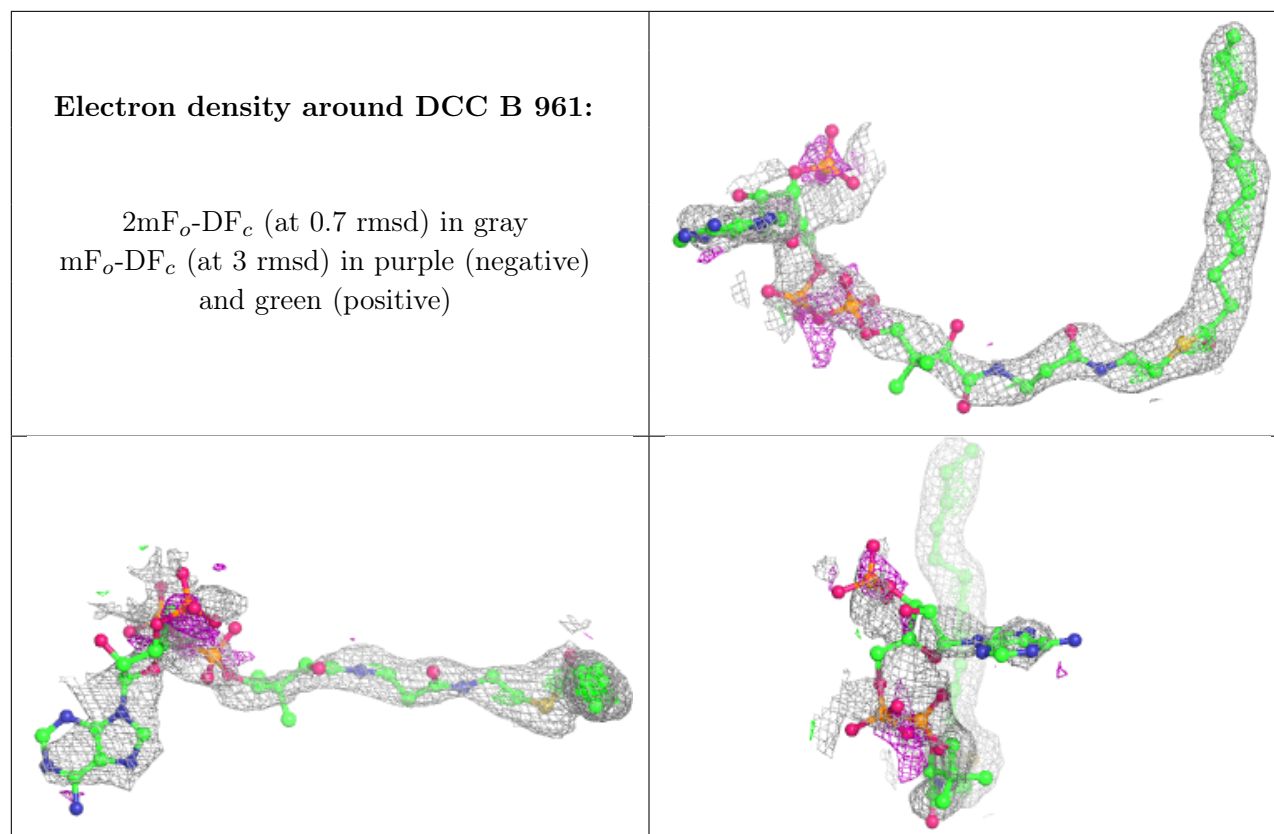 Electron density around DCC B 961:
2mFo-DFc (at 0.7 rmsd) in gray
mFo-DFc (at 3 rmsd) in purple (negative)
and green (positive)